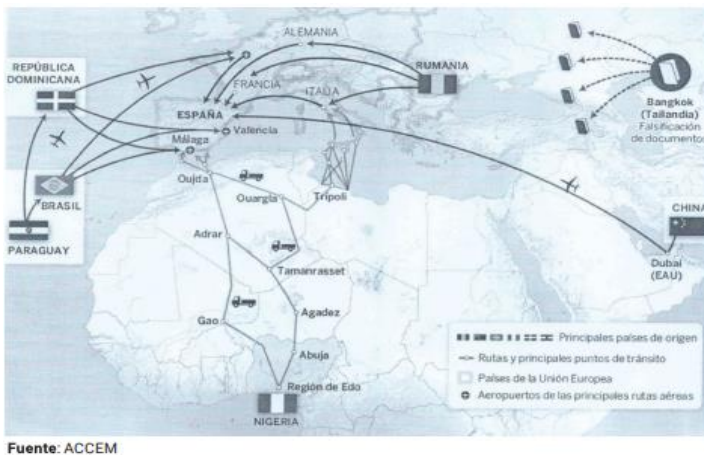 ALEMANIA
REPÚBLICA
DOMINICANA
RUMANIA
FRANCIA
ITALIA
ESPAÑA
Valencia
Málaga
Bangkok
(Tailandia)
Falsificación
de documentos
Oujda
Ouargla
Trípoli
BRASIL
CHINA
PARAGUAY
Adrar
Dubai
(EAU)
Tamanrasset
Gao
Agadez
Abuja
Región de Edo
NIGERIA
Principales países de origen
Rutas y principales puntos de tránsito
Países de la Unión Europea
Aeropuertos de las principales rutas aéreas
Fuente: ACCEM